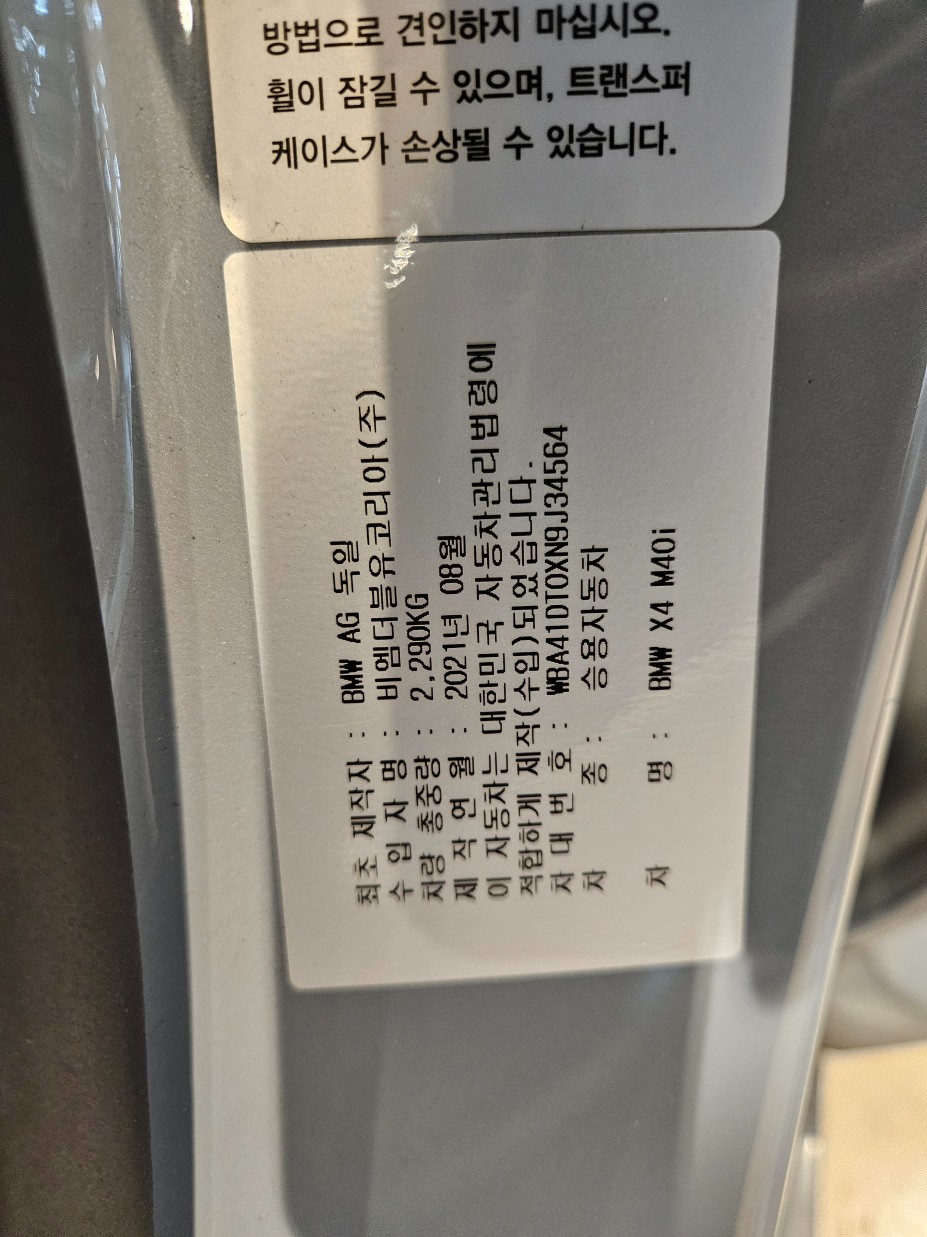 방법으로 견인하지 마십시오.
휠이 잠길 수 있으며, 트랜스퍼
케이스가 손상될 수 있습니다.
최초 제작자 : BMW AG 독일
수 입 자 명 : 비엠더블유코리아(주)
차량 총중량 : 2,290KG
제 작 연 월 : 2021년 08월
이 자동차는 대한민국 자동차관리법령에
적합하게 제작(수입)되었습니다.
차 대 번 호 : WBA41DT0XN9J34564
차 종 : 승용자동차
차 명 : BMW X4 M40i